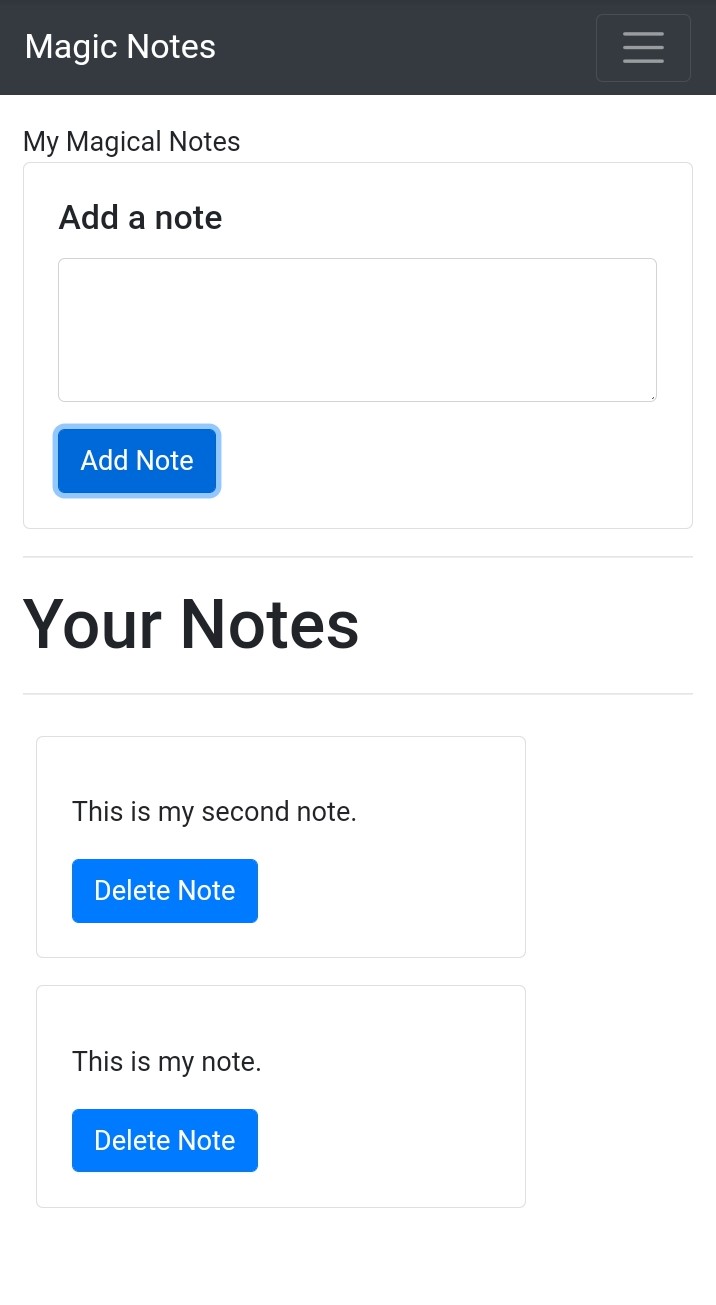 Magic Notes
My Magical Notes
Add a note
Add Note
Your Notes
This is my second note.
Delete Note
This is my note.
Delete Note